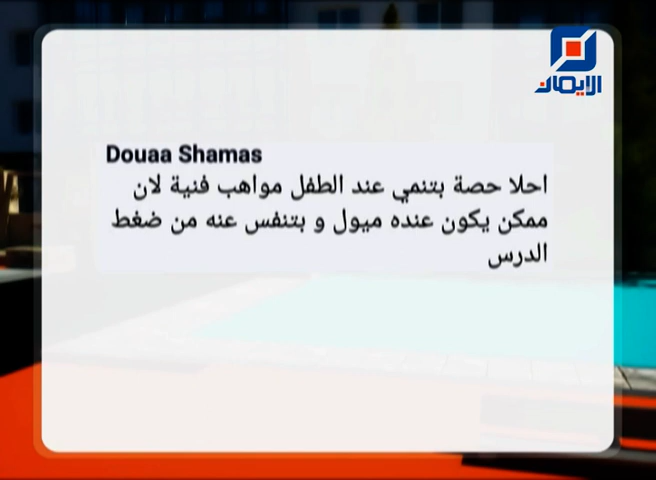 الايمان
Douaa Shamas
احلا حصة بتنمي عند الطفل مواهب فنية لان
ممكن يكون عنده ميول و بتنفس عنه من ضغط
الدرس